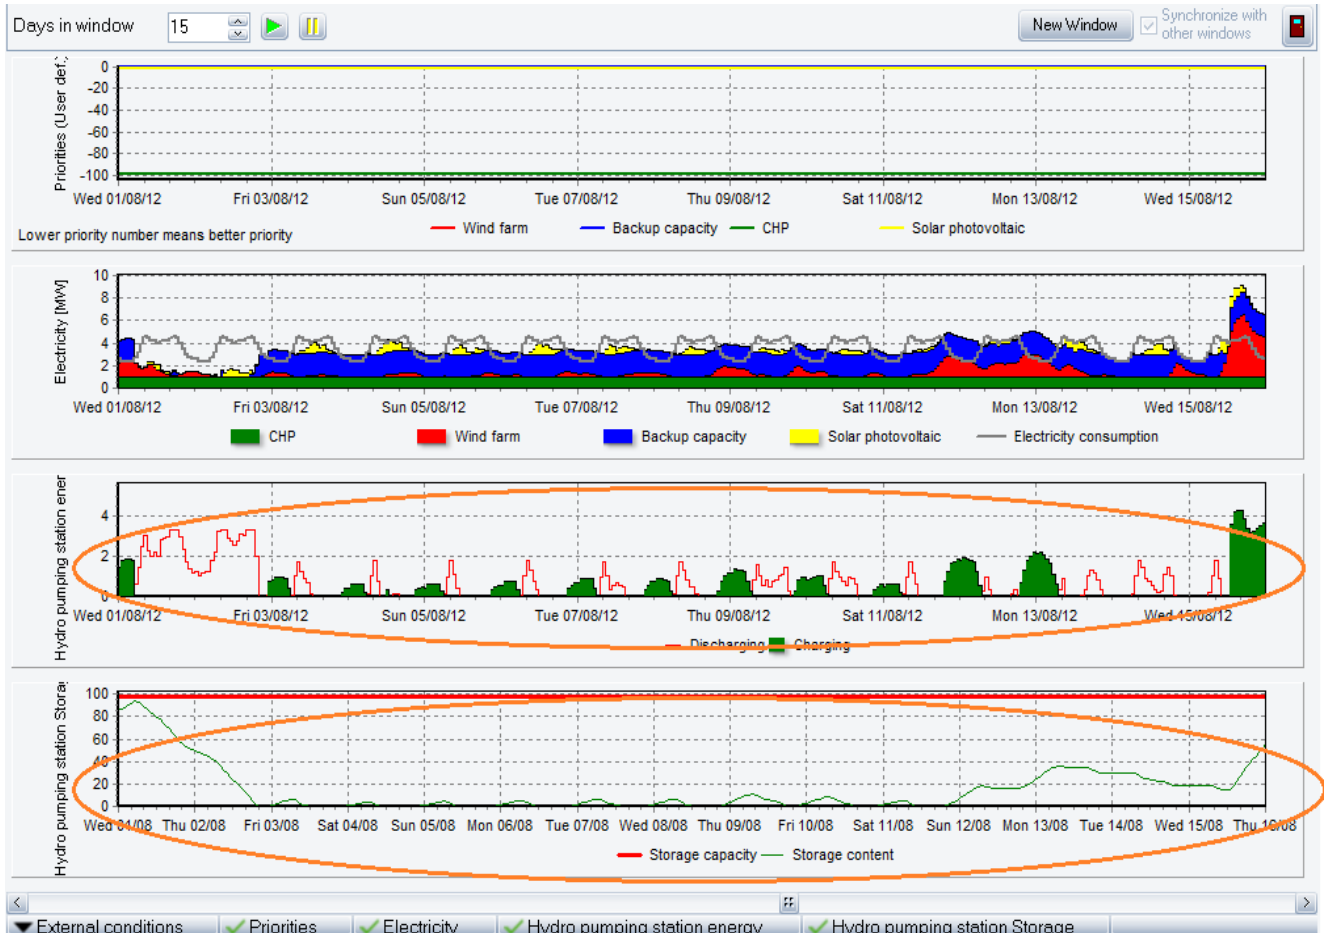 Days in window 15 New Window Synchronize with
other windows
Priorities (User def.)
0
-20
-40
-60
-80
-100
Wed 01/08/12 Fri 03/08/12 Sun 05/08/12 Tue 07/08/12 Thu 09/08/12 Sat 11/08/12 Mon 13/08/12 Wed 15/08/12
Lower priority number means better priority
Wind farm Backup capacity CHP Solar photovoltaic
Electricity [MW]
10
8
6
4
2
0
Wed 01/08/12 Fri 03/08/12 Sun 05/08/12 Tue 07/08/12 Thu 09/08/12 Sat 11/08/12 Mon 13/08/12 Wed 15/08/12
CHP Wind farm Backup capacity Solar photovoltaic Electricity consumption
Hydro pumping station ener
4
2
0
Wed 01/08/12 Fri 03/08/12 Sun 05/08/12 Tue 07/08/12 Thu 09/08/12 Sat 11/08/12 Mon 13/08/12 Wed 15/08/12
Discharging Charging
Hydro pumping station Stora
100
80
60
40
20
0
Wed 01/08 Thu 02/08 Fri 03/08 Sat 04/08 Sun 05/08 Mon 06/08 Tue 07/08 Wed 08/08 Thu 09/08 Fri 10/08 Sat 11/08 Sun 12/08 Mon 13/08 Tue 14/08 Wed 15/08 Thu 16/08
Storage capacity Storage content
External conditions Priorities Electricity Hydro pumping station energy Hydro pumping station Storage